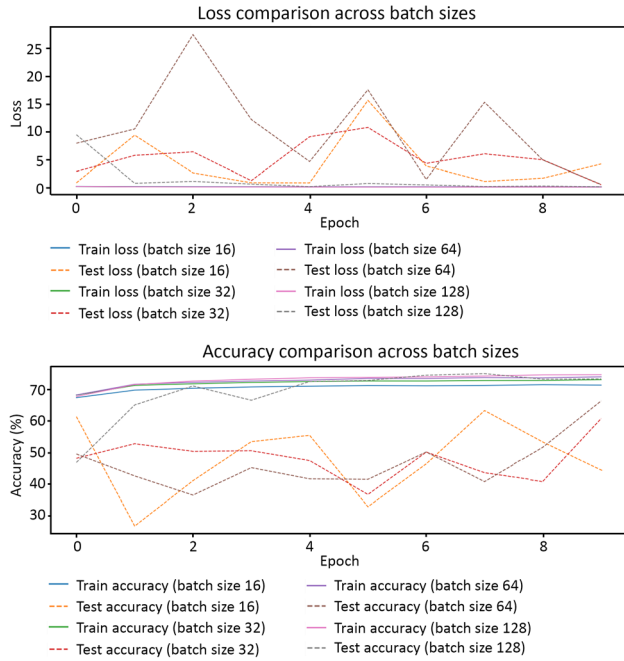 Loss comparison across batch sizes
Loss
25
20
15
10
5
0
0 2 4 6 8
Epoch
Train loss (batch size 16)
Test loss (batch size 16)
Train loss (batch size 32)
Test loss (batch size 32)
Train loss (batch size 64)
Test loss (batch size 64)
Train loss (batch size 128)
Test loss (batch size 128)
Accuracy comparison across batch sizes
Accuracy (%)
70
60
50
40
30
0 2 4 6 8
Epoch
Train accuracy (batch size 16)
Test accuracy (batch size 16)
Train accuracy (batch size 32)
Test accuracy (batch size 32)
Train accuracy (batch size 64)
Test accuracy (batch size 64)
Train accuracy (batch size 128)
Test accuracy (batch size 128)